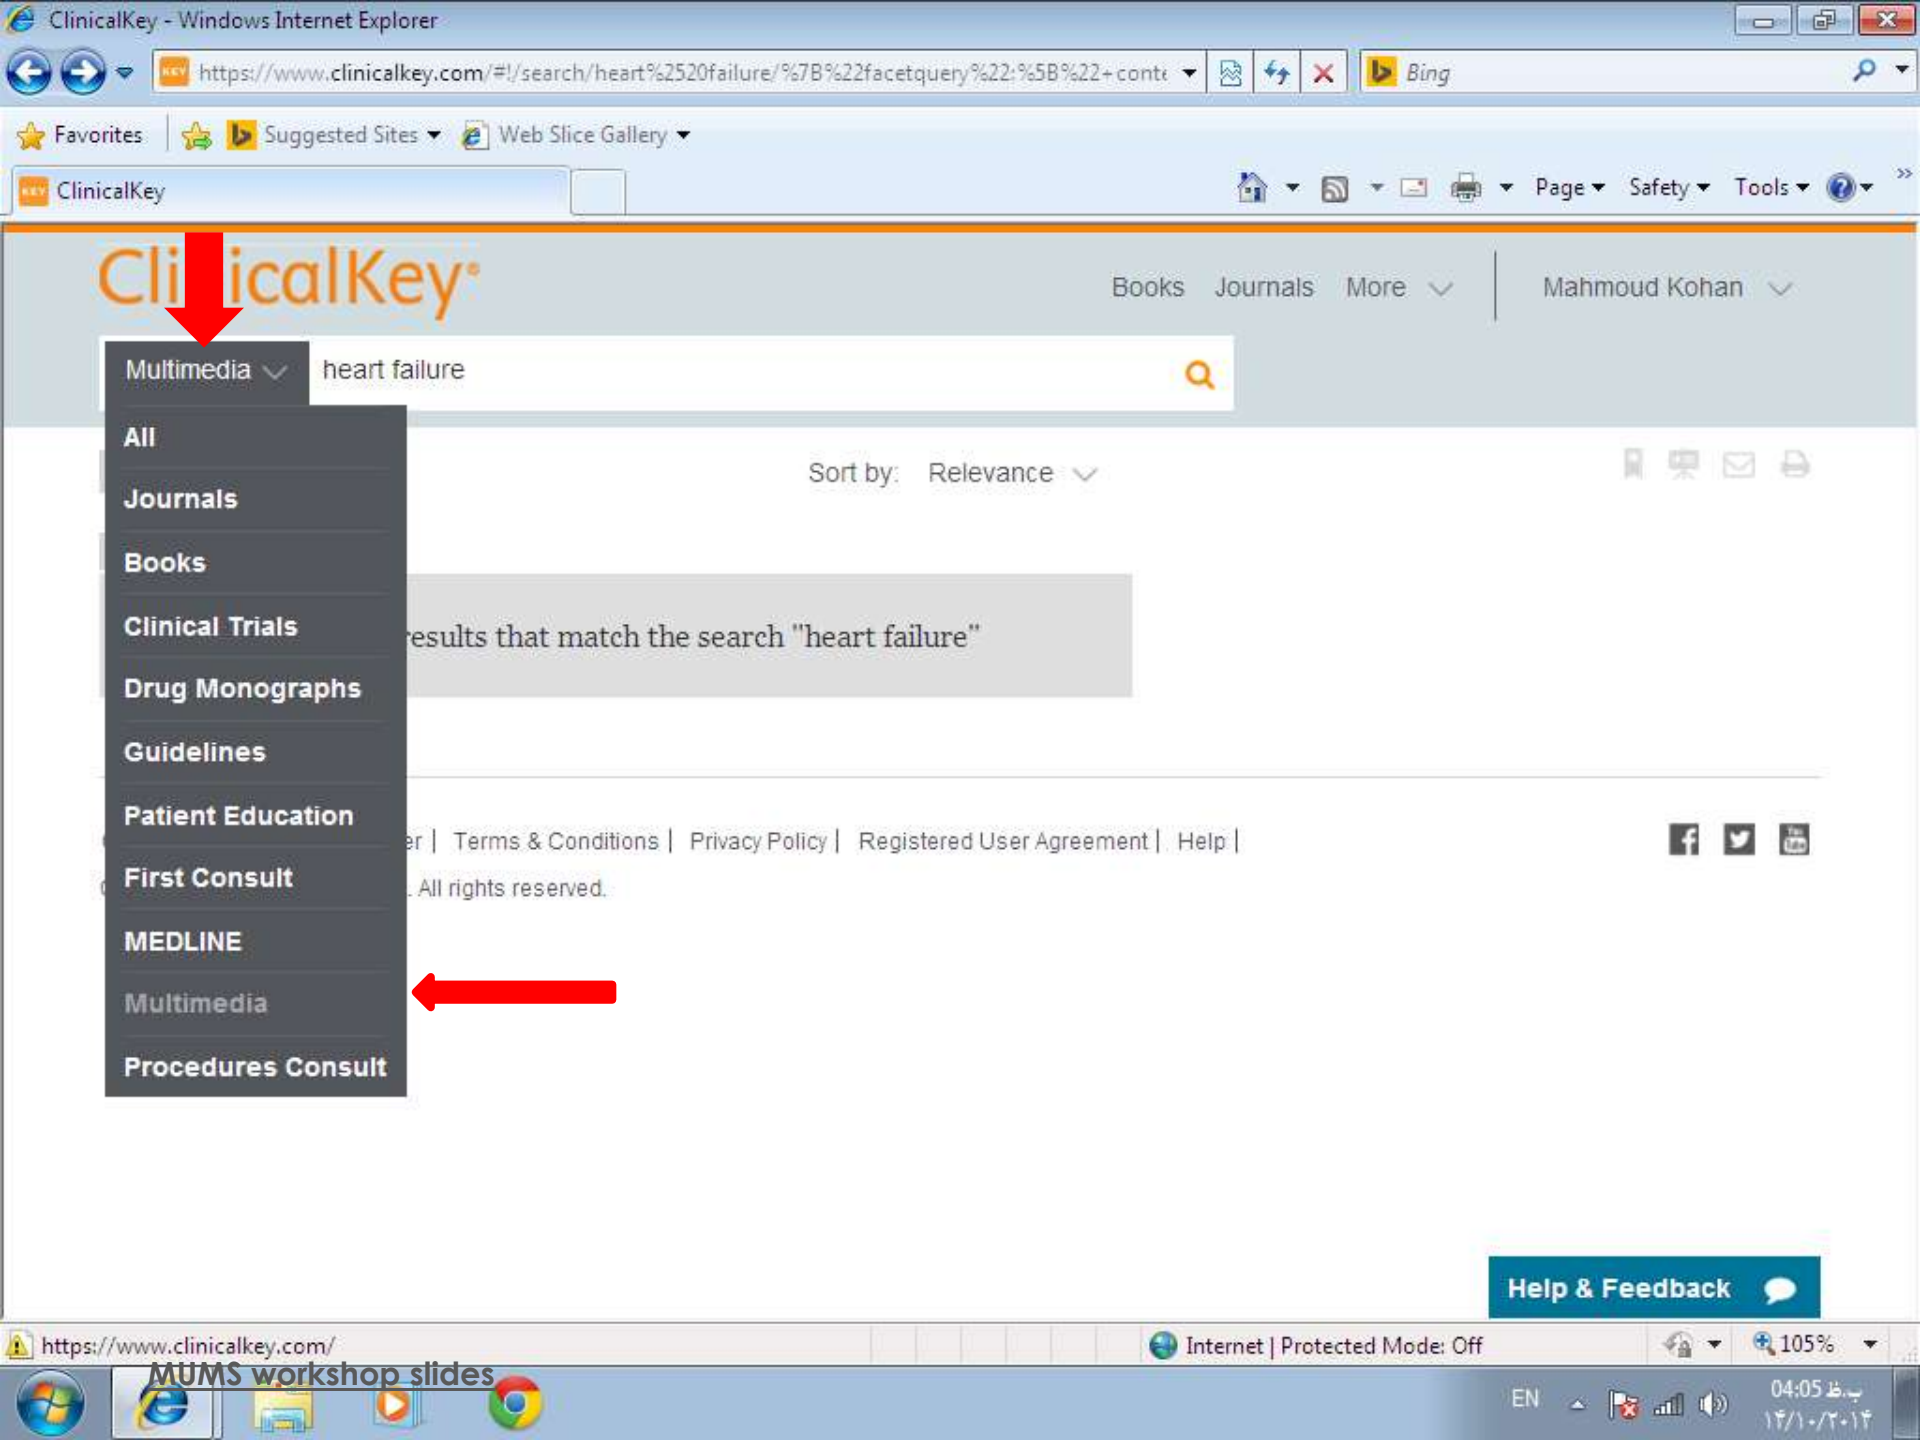 ClinicalKey - Windows Internet Explorer
https://www.clinicalkey.com/#!/search/heart%2520failure/%7B%22facetquery%22:%5B%22+conte
Bing
Favorites
Suggested Sites
Web Slice Gallery
KEY ClinicalKey
Page Safety Tools
Books Journals More
Mahmoud Kohan
Multimedia
heart failure
All
Sort by: Relevance
Journals
Books
Clinical Trials
results that match the search "heart failure"
Drug Monographs
Guidelines
Patient Education
Terms & Conditions | Privacy Policy | Registered User Agreement | Help |
First Consult
All rights reserved.
MEDLINE
Multimedia
Procedures Consult
Help & Feedback
https://www.clinicalkey.com/
Internet | Protected Mode: Off
105%
MUMS workshop slides
EN
04:05 ب.ظ
۱۴/۱۰/۲۰۱۴